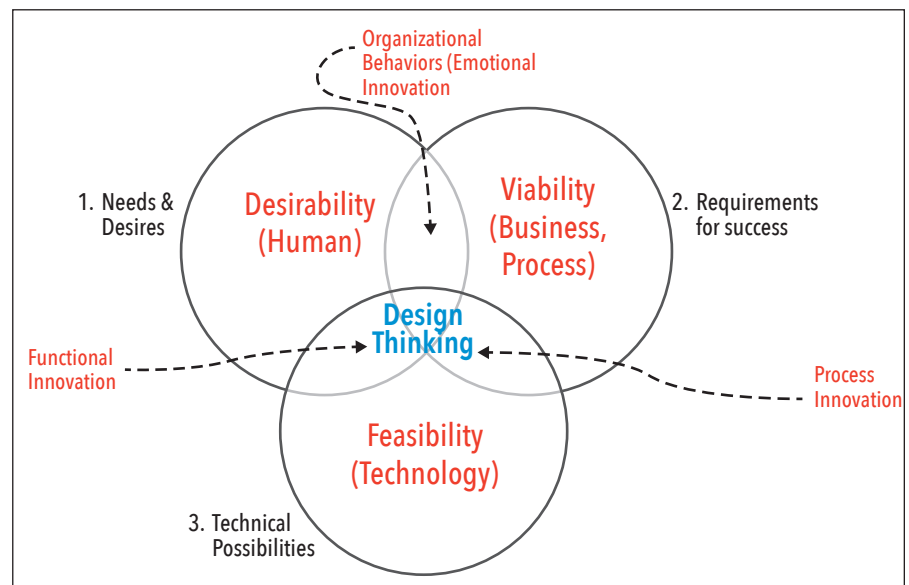 Organizational
Behaviors (Emotional
Innovation
1. Needs &
Desires
Desirability
(Human)
Viability
(Business,
Process)
2. Requirements
for success
Design
Thinking
Functional
Innovation
Process
Innovation
Feasibility
(Technology)
3. Technical
Possibilities